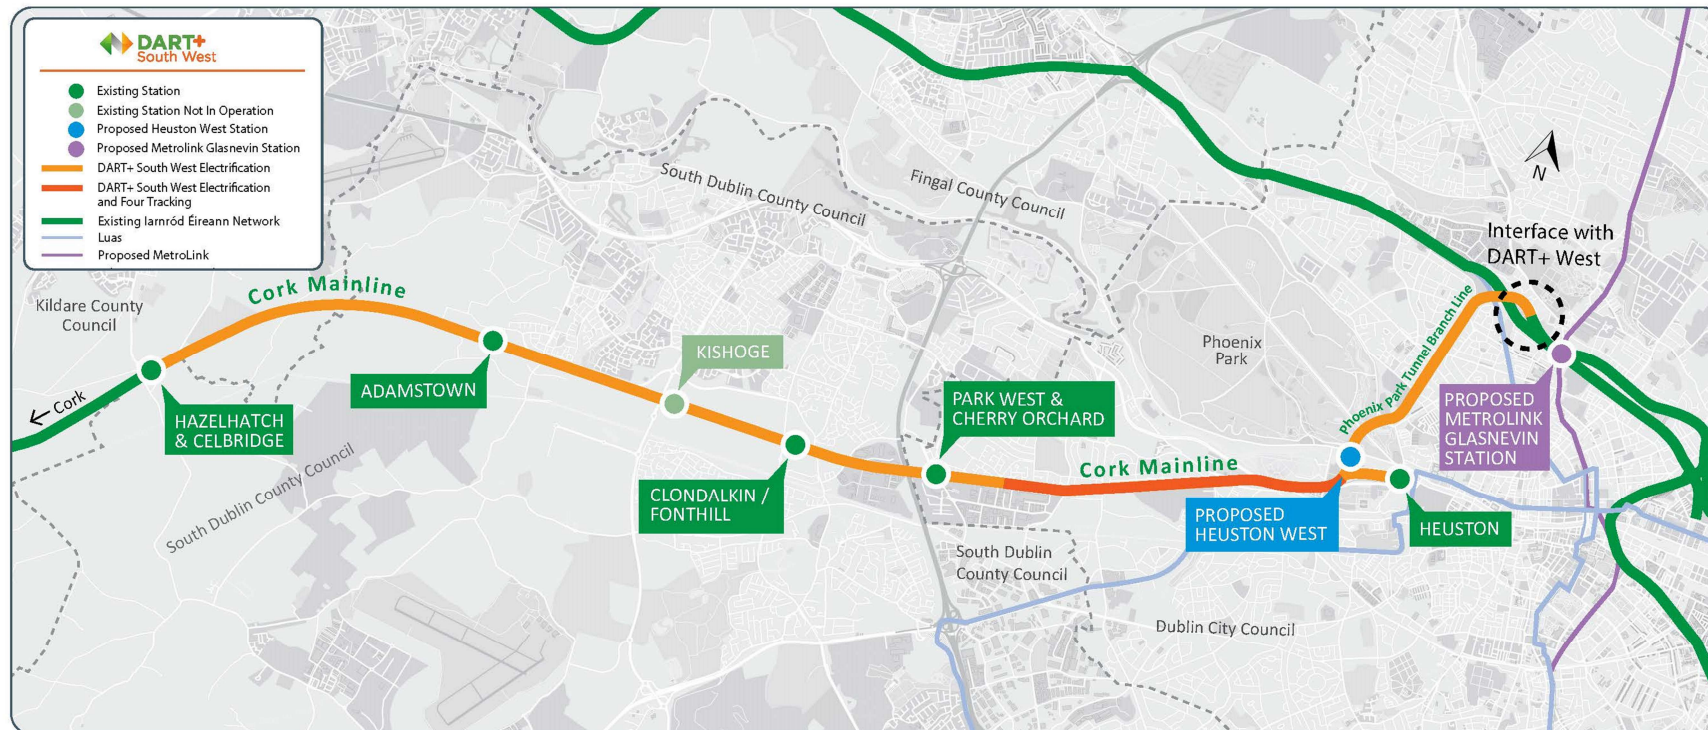 DART+
South West
Existing Station
Existing Station Not In Operation
Proposed Heuston West Station
Proposed Metrolink Glasnevin Station
DART+ South West Electrification
DART+ South West Electrification
and Four Tracking
Existing Iarnród Éireann Network
Luas
Proposed MetroLink
South Dublin County Council
Fingal County Council
N
Interface with
DART+ West
Kildare County
Council
Cork Mainline
Phoenix
Park
Phoenix Park Tunnel Branch Line
KISHOGE
ADAMSTOWN
Cork
HAZELHATCH
& CELBRIDGE
PARK WEST &
CHERRY ORCHARD
PROPOSED
METROLINK
GLASNEVIN
STATION
South Dublin County Council
CLONDALKIN /
FONTHILL
Cork Mainline
PROPOSED
HEUSTON WEST
HEUSTON
South Dublin
County Council
Dublin City Council